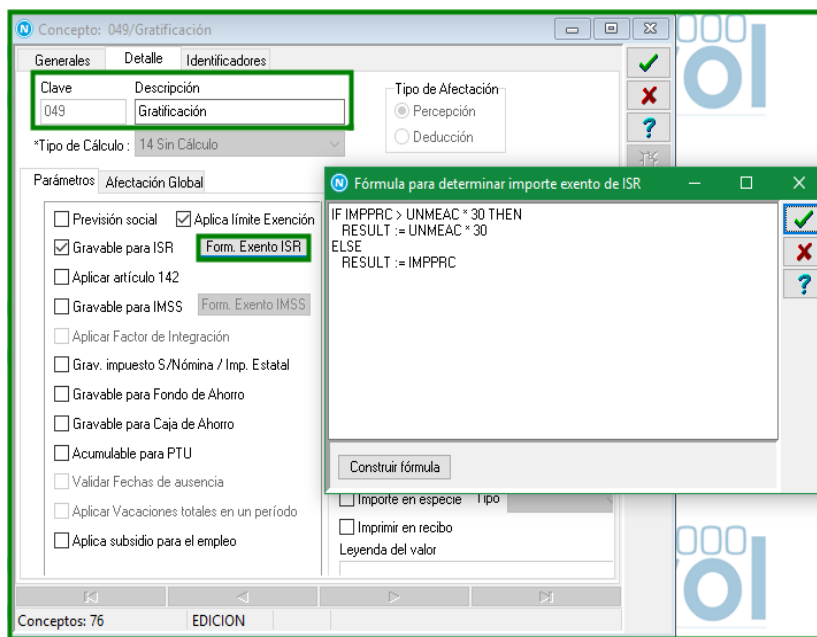 Concepto: 049/Gratificación
Generales Detalle Identificadores
Clave Descripción
049 Gratificación
Tipo de Afectación
Percepción
Deducción
*Tipo de Cálculo : 14 Sin Cálculo
Parámetros Afectación Global
Previsión social Aplica límite Exención
Gravable para ISR Form. Exento ISR
Aplicar artículo 142
Gravable para IMSS Form. Exento IMSS
Aplicar Factor de Integración
Grav. impuesto S/Nómina / Imp. Estatal
Gravable para Fondo de Ahorro
Gravable para Caja de Ahorro
Acumulable para PTU
Validar Fechas de ausencia
Aplicar Vacaciones totales en un período
Aplica subsidio para el empleo
Fórmula para determinar importe exento de ISR
IF IMPPRC > UNMEAC * 30 THEN
RESULT := UNMEAC * 30
ELSE
RESULT := IMPPRC
Construir fórmula
Importe en especie Tipo
Imprimir en recibo
Leyenda del valor
Conceptos: 76 EDICION